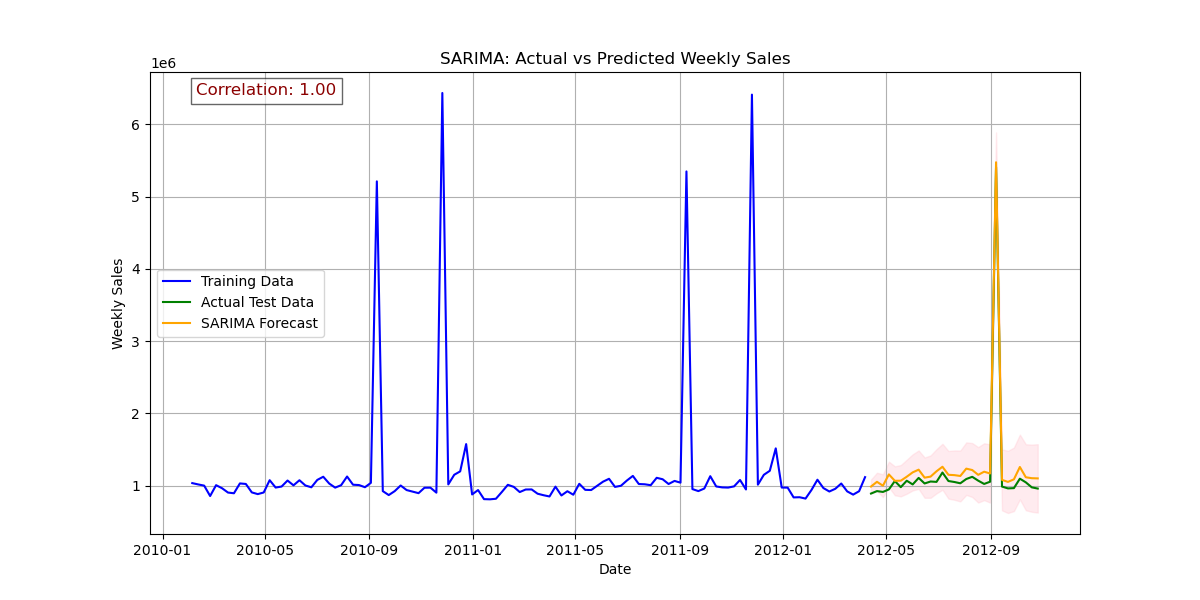 SARIMA: Actual vs Predicted Weekly Sales
1e6
Correlation: 1.00
6
5
4
3
2
1
Weekly Sales
Training Data
Actual Test Data
SARIMA Forecast
2010-01 2010-05 2010-09 2011-01 2011-05 2011-09 2012-01 2012-05 2012-09
Date